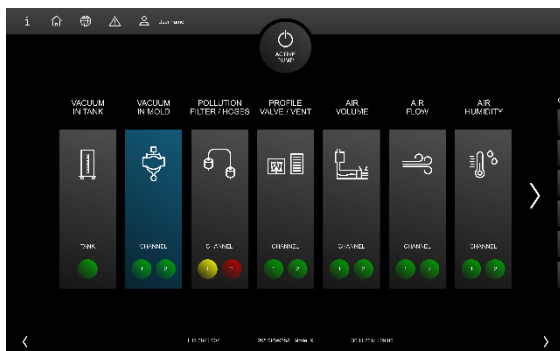 i
username
ACTIVE
PUMP
VACUUM
IN TANK
VACUUM
IN MOLD
POLLUTION
FILTER / HOSES
PROFILE
VALVE / VENT
AIR
VOLUME
AIR
FLOW
AIR
HUMIDITY
TANK
CHANNEL
1 2
CHANNEL
1 2
CHANNEL
1 2
CHANNEL
1 2
CHANNEL
1 2
CHANNEL
1 2